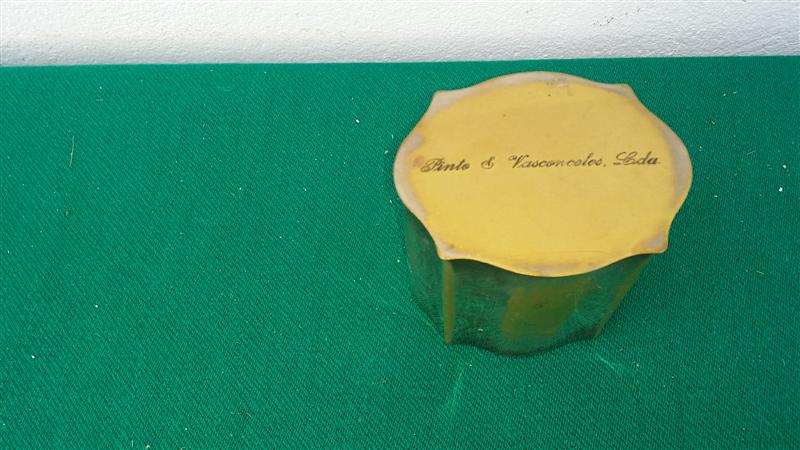 Pinto & Vasconcelos, Lda.